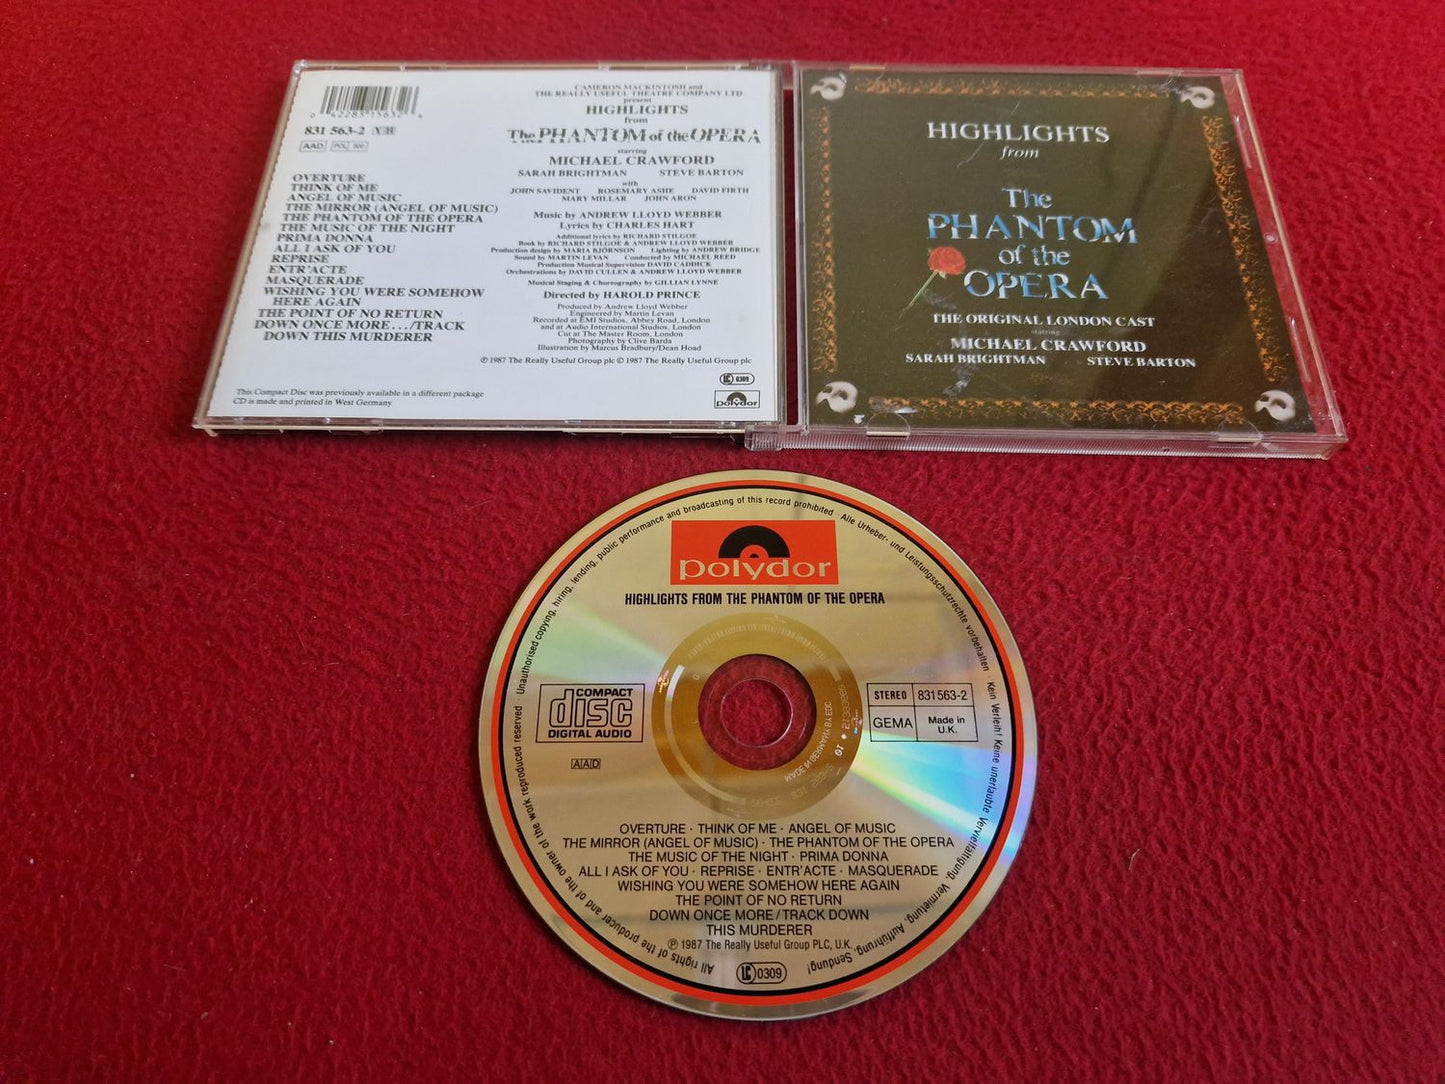 0 42283 15632 4
831 563-2 Y H
AAD POL 900
OVERTURE
THINK OF ME
ANGEL OF MUSIC
THE MIRROR (ANGEL OF MUSIC)
THE PHANTOM OF THE OPERA
THE MUSIC OF THE NIGHT
PRIMA DONNA
ALL I ASK OF YOU
REPRISE
ENTR'ACTE
MASQUERADE
WISHING YOU WERE SOMEHOW
HERE AGAIN
THE POINT OF NO RETURN
DOWN ONCE MORE.../TRACK
DOWN THIS MURDERER
CAMERON MACKINTOSH and
THE REALLY USEFUL THEATRE COMPANY LTD
present
HIGHLIGHTS
from
The PHANTOM of the OPERA
starring
MICHAEL CRAWFORD
SARAH BRIGHTMAN STEVE BARTON
with
JOHN SAVIDENT ROSEMARY ASHE DAVID FIRTH
MARY MILLAR JOHN ARON
Music by ANDREW LLOYD WEBBER
Lyrics by CHARLES HART
Additional lyrics by RICHARD STILGOE
Book by RICHARD STILGOE & ANDREW LLOYD WEBBER
Production design by MARIA BJÖRNSON Lighting by ANDREW BRIDGE
Sound by MARTIN LEVAN Conducted by MICHAEL REED
Production Musical Supervision DAVID CADDICK
Orchestrations by DAVID CULLEN & ANDREW LLOYD WEBBER
Musical Staging & Choreography by GILLIAN LYNNE
Directed by HAROLD PRINCE
Produced by Andrew Lloyd Webber
Engineered by Martin Levan
Recorded at EMI Studios, Abbey Road, London
and at Audio International Studios, London
Cut at The Master Room, London
Photography by Clive Barda
Illustration by Marcus Bradbury/Dean Hoad
℗ 1987 The Really Useful Group plc © 1987 The Really Useful Group plc
LC 0309
This Compact Disc was previously available in a different package
CD is made and printed in West Germany
polydor
HIGHLIGHTS
from
The
PHANTOM
of the
OPERA
THE ORIGINAL LONDON CAST
starring
MICHAEL CRAWFORD
SARAH BRIGHTMAN STEVE BARTON
All rights of the producer and of the owner of the work reproduced reserved · Unauthorised copying, hiring, lending, public performance and broadcasting of this record prohibited · Alle Urheber- und Leistungsschutzrechte vorbehalten · Kein Verleih! Keine unerlaubte Vervielfältigung, Vermietung, Aufführung, Sendung!
polydor
HIGHLIGHTS FROM THE PHANTOM OF THE OPERA
COMPACT
disc
DIGITAL AUDIO
AAD
STEREO 831 563-2
GEMA Made in
U.K.
OVERTURE · THINK OF ME · ANGEL OF MUSIC
THE MIRROR (ANGEL OF MUSIC) · THE PHANTOM OF THE OPERA
THE MUSIC OF THE NIGHT · PRIMA DONNA
ALL I ASK OF YOU · REPRISE · ENTR'ACTE · MASQUERADE
WISHING YOU WERE SOMEHOW HERE AGAIN
THE POINT OF NO RETURN
DOWN ONCE MORE/TRACK DOWN
THIS MURDERER
℗ 1987 The Really Useful Group PLC, U.K.
LC 0309